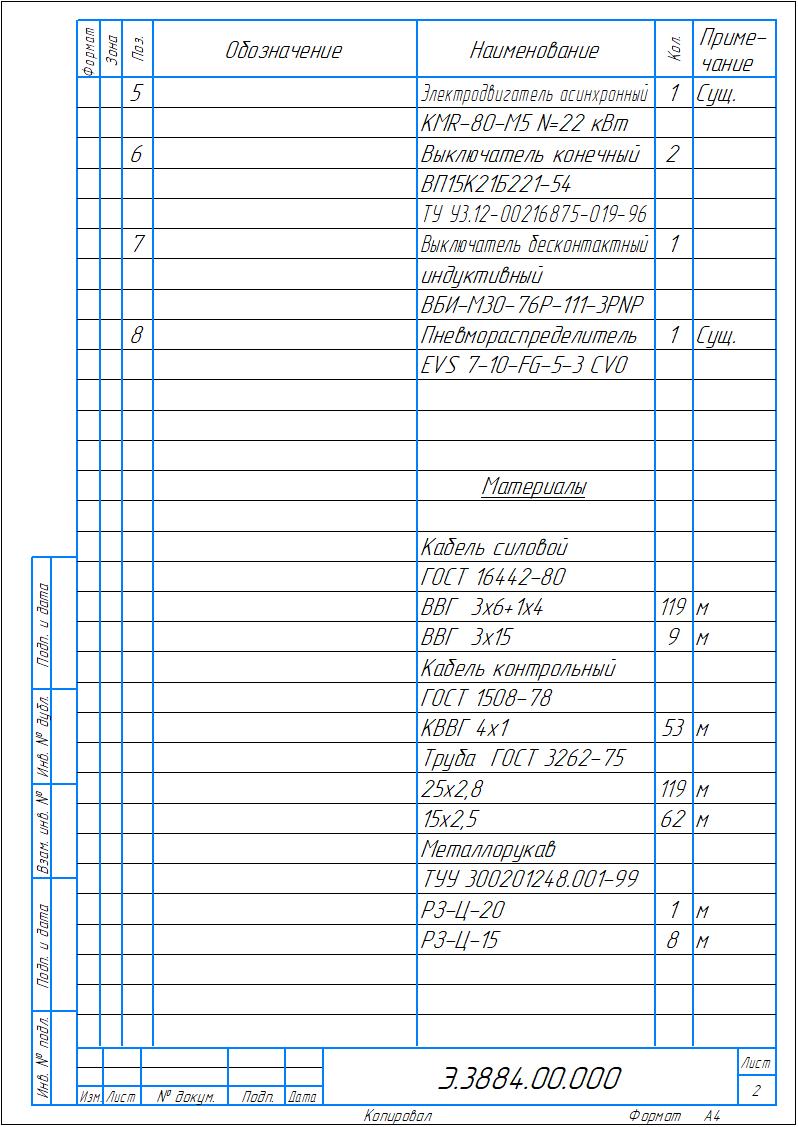 Формат Зона Поз. Обозначение Наименование Кол. Приме-
чание
5 Электродвигатель асинхронный 1 Сущ.
KMR-80-М5 N=22 кВт
6 Выключатель конечный 2
ВП15К21Б221-54
ТУ У3.12-00216875-019-96
7 Выключатель бесконтактный 1
индуктивный
ВБИ-М30-76Р-111-3PNP
8 Пневмораспределитель 1 Сущ.
EVS 7-10-FG-5-3 CVO
Материалы
Кабель силовой
ГОСТ 16442-80
ВВГ 3х6+1х4 119 м
ВВГ 3х15 9 м
Кабель контрольный
ГОСТ 1508-78
КВВГ 4х1 53 м
Труба ГОСТ 3262-75
25х2,8 119 м
15х2,5 62 м
Металлорукав
ТУУ 300201248.001-99
РЗ-Ц-20 1 м
РЗ-Ц-15 8 м
Подп. и дата
Инв. № дубл.
Взам. инв. №
Подп. и дата
Инв. № подл.
Э.3884.00.000
Лист
2
Изм. Лист № докум. Подп. Дата
Копировал Формат А4